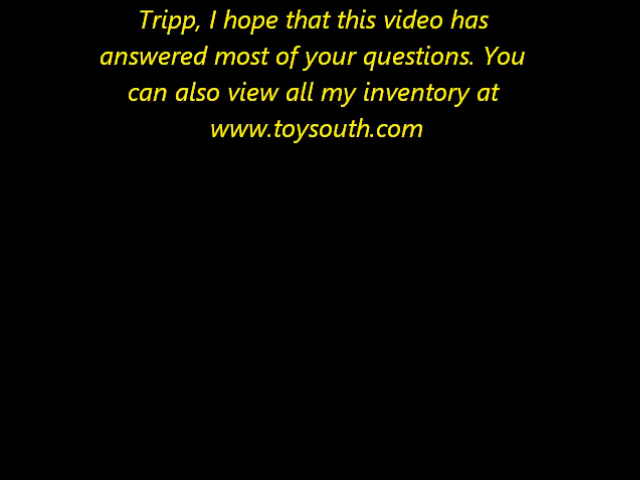 Tripp, I hope that this video has
answered most of your questions. You
can also view all my inventory at
www.toysouth.com